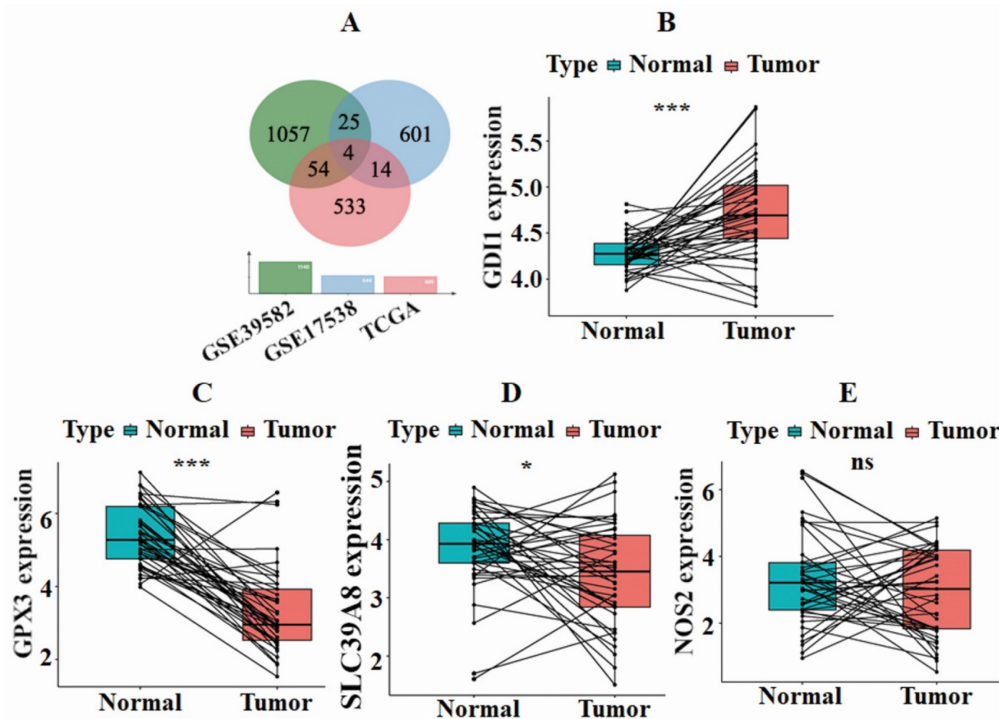 A
1057
25
601
4
54
14
533
GSE39582
GSE17538
TCGA
B
Type Normal Tumor
***
GDI1 expression
5.5
5.0
4.5
4.0
Normal Tumor
C
Type Normal Tumor
***
GPX3 expression
6
4
2
Normal Tumor
D
Type Normal Tumor
*
SLC39A8 expression
5
4
3
2
Normal Tumor
E
Type Normal Tumor
ns
NOS2 expression
6
4
2
Normal Tumor